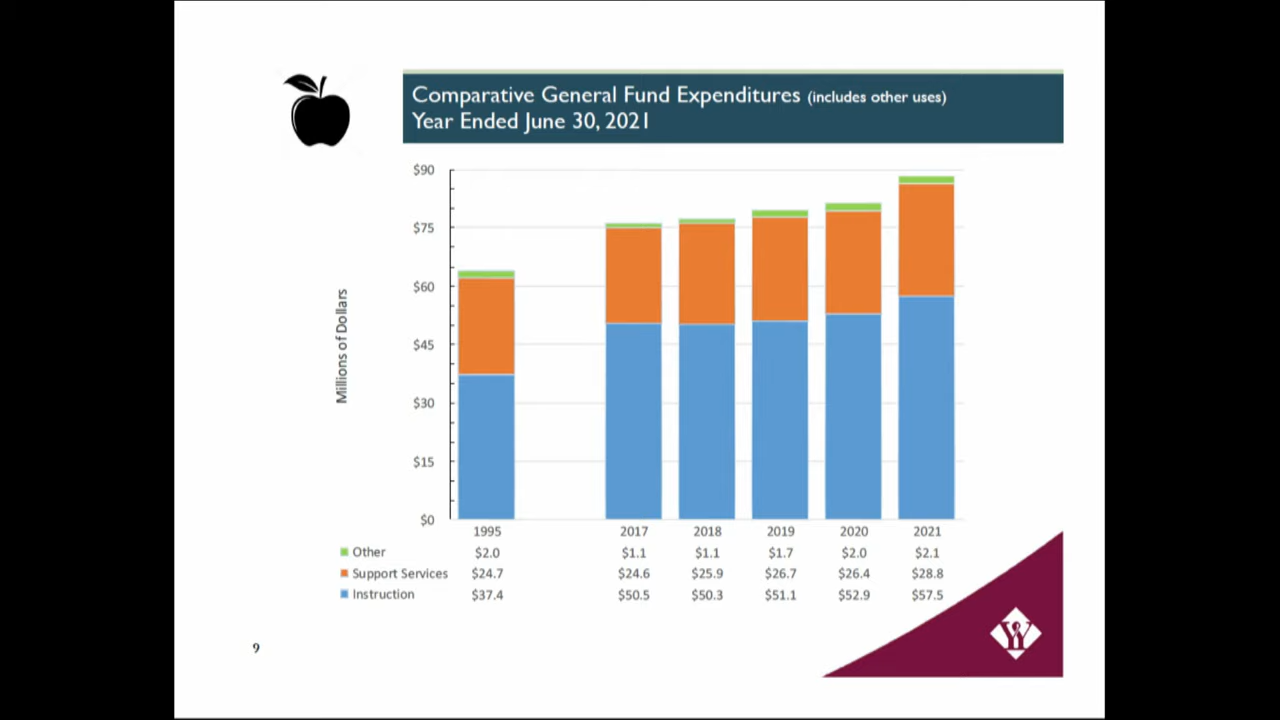 Comparative General Fund Expenditures (includes other uses)
Year Ended June 30, 2021
$90
$75
$60
$45
$30
$15
$0
Millions of Dollars
1995 2017 2018 2019 2020 2021
Other $2.0 $1.1 $1.1 $1.7 $2.0 $2.1
Support Services $24.7 $24.6 $25.9 $26.7 $26.4 $28.8
Instruction $37.4 $50.5 $50.3 $51.1 $52.9 $57.5
9